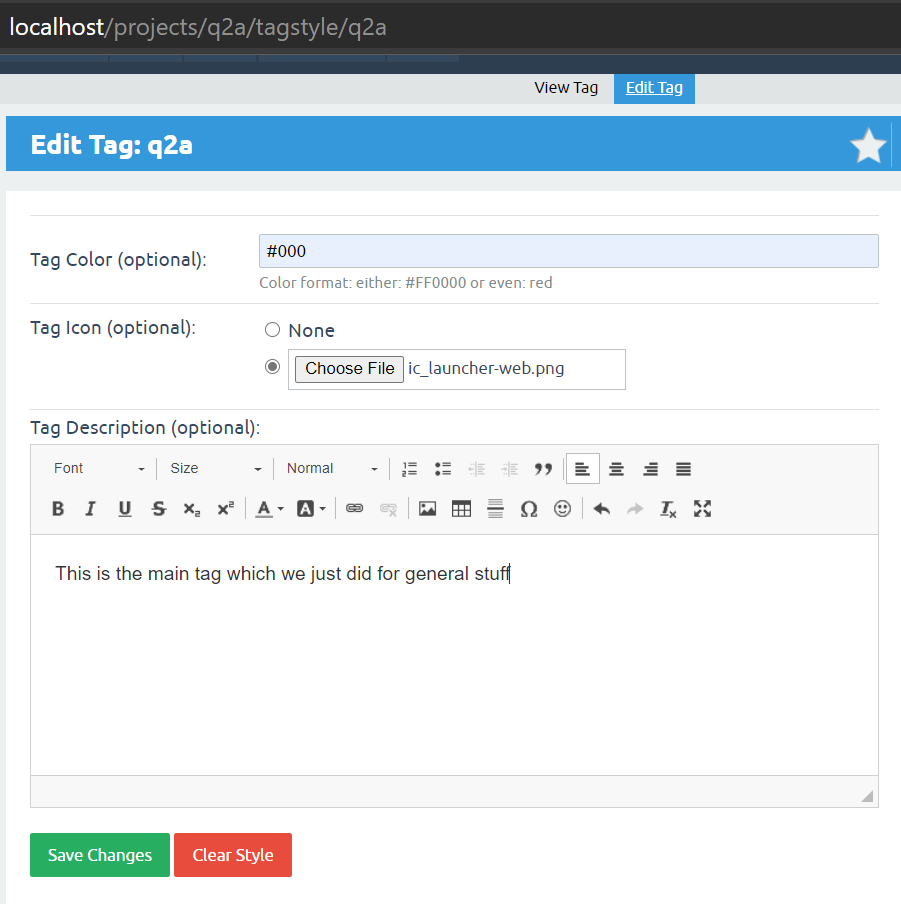 localhost/projects/q2a/tagstyle/q2a
View Tag Edit Tag
Edit Tag: q2a
Tag Color (optional): #000
Color format: either: #FF0000 or even: red
Tag Icon (optional): None
Choose File ic_launcher-web.png
Tag Description (optional):
Font Size Normal
This is the main tag which we just did for general stuff
Save Changes Clear Style